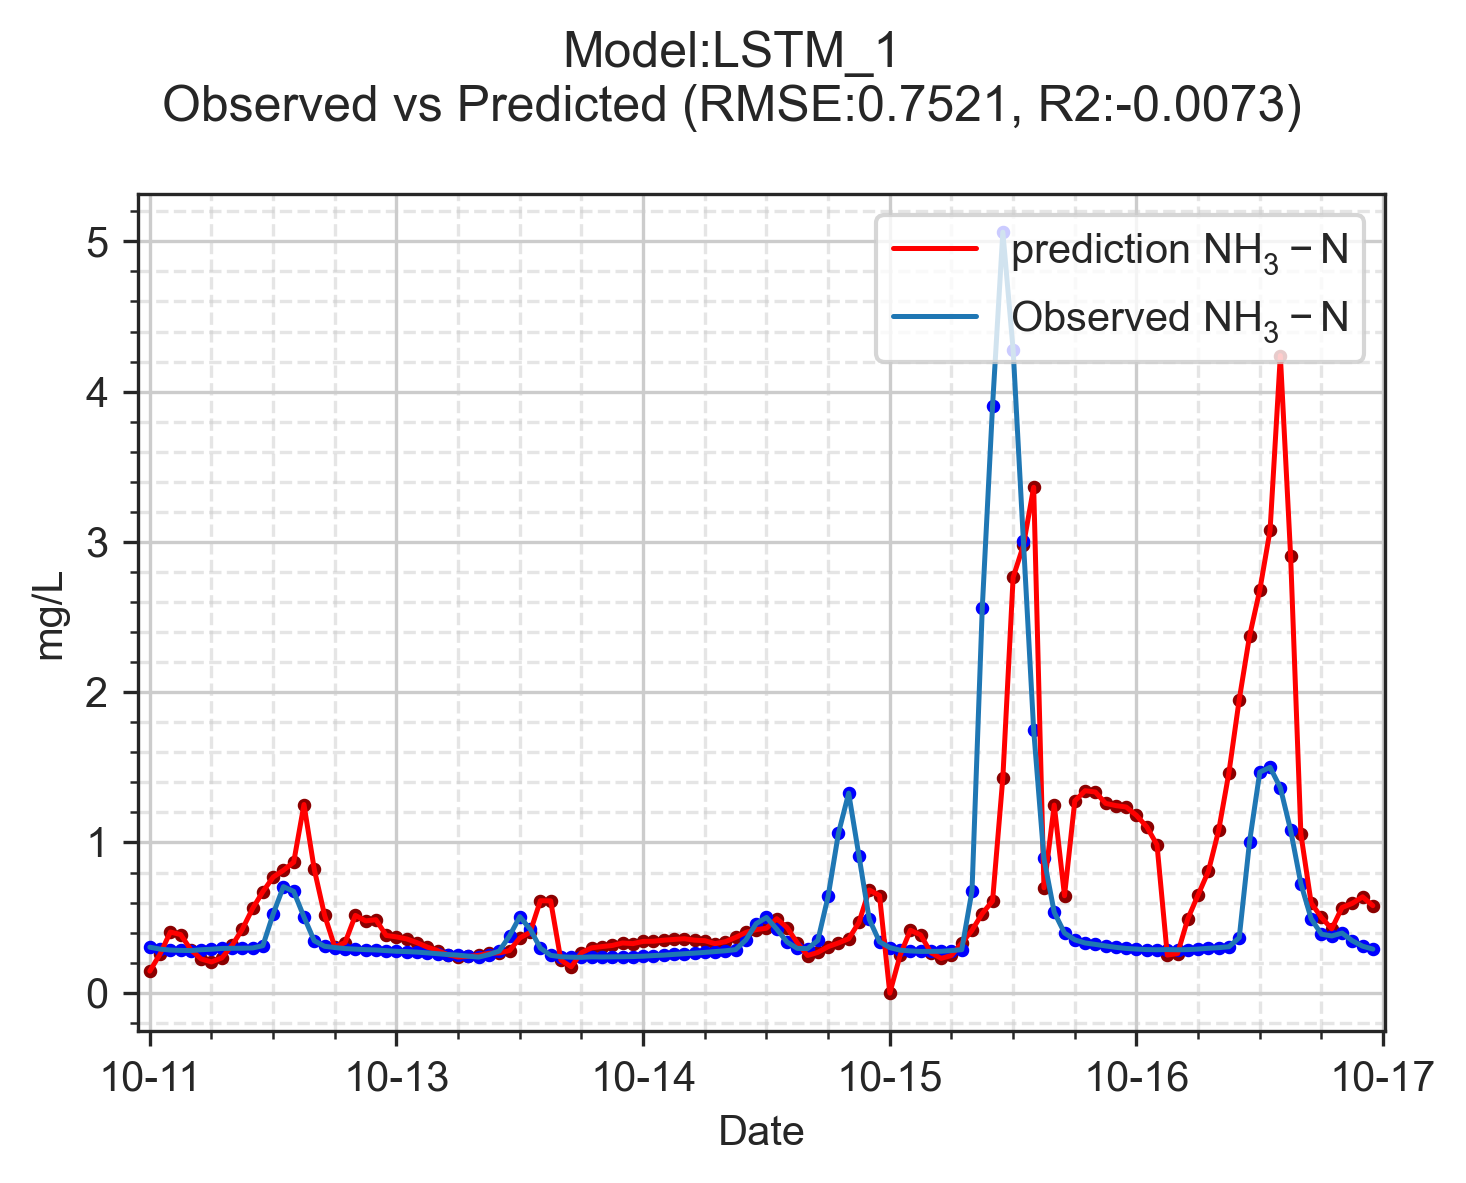 Model:LSTM_1
Observed vs Predicted (RMSE:0.7521, R2:-0.0073)
prediction NH₃ − N
Observed NH₃ − N
5
4
3
2
1
0
mg/L
10-11 10-13 10-14 10-15 10-16 10-17
Date